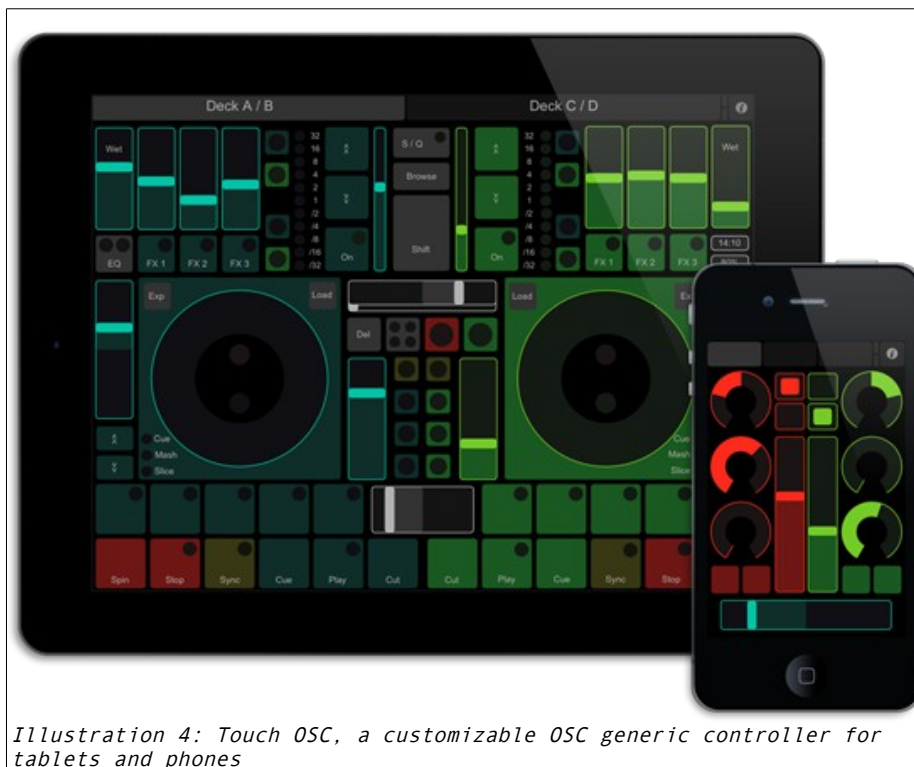 Deck A / B Deck C / D
Wet 32 S / Q 32 Wet
16 16
8 8
4 Browse 4
2 2
1 1
/2 /2
/4 /4
/8 Shift /8 14:10
EQ FX 1 FX 2 FX 3 /16 On On /16 FX 1 FX 2 FX 3 80%
/32 /32
Exp Load Load Ex
Del
Cue Cue
Mash Mash
Slice Slice
Spin Stop Sync Cue Play Cut Cut Play Cue Sync Stop
Illustration 4: Touch OSC, a customizable OSC generic controller for
tablets and phones